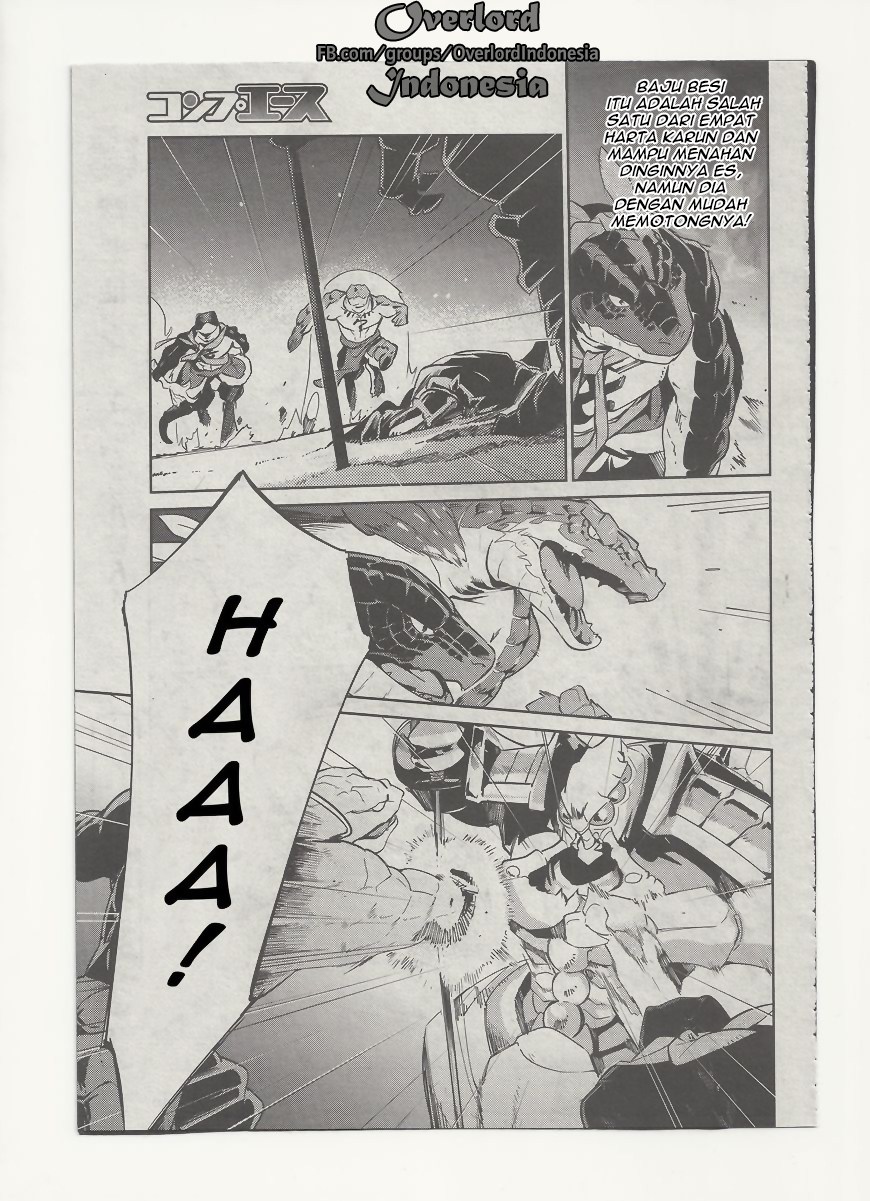 Overlord
FB.com/groups/OverlordIndonesia
Indonesia
コンプエース
BAJU BESI
ITU ADALAH SALAH
SATU DARI EMPAT
HARTA KARUN DAN
MAMPU MENAHAN
DINGINNYA ES,
NAMUN DIA
DENGAN MUDAH
MEMOTONGNYA!
HAAA!